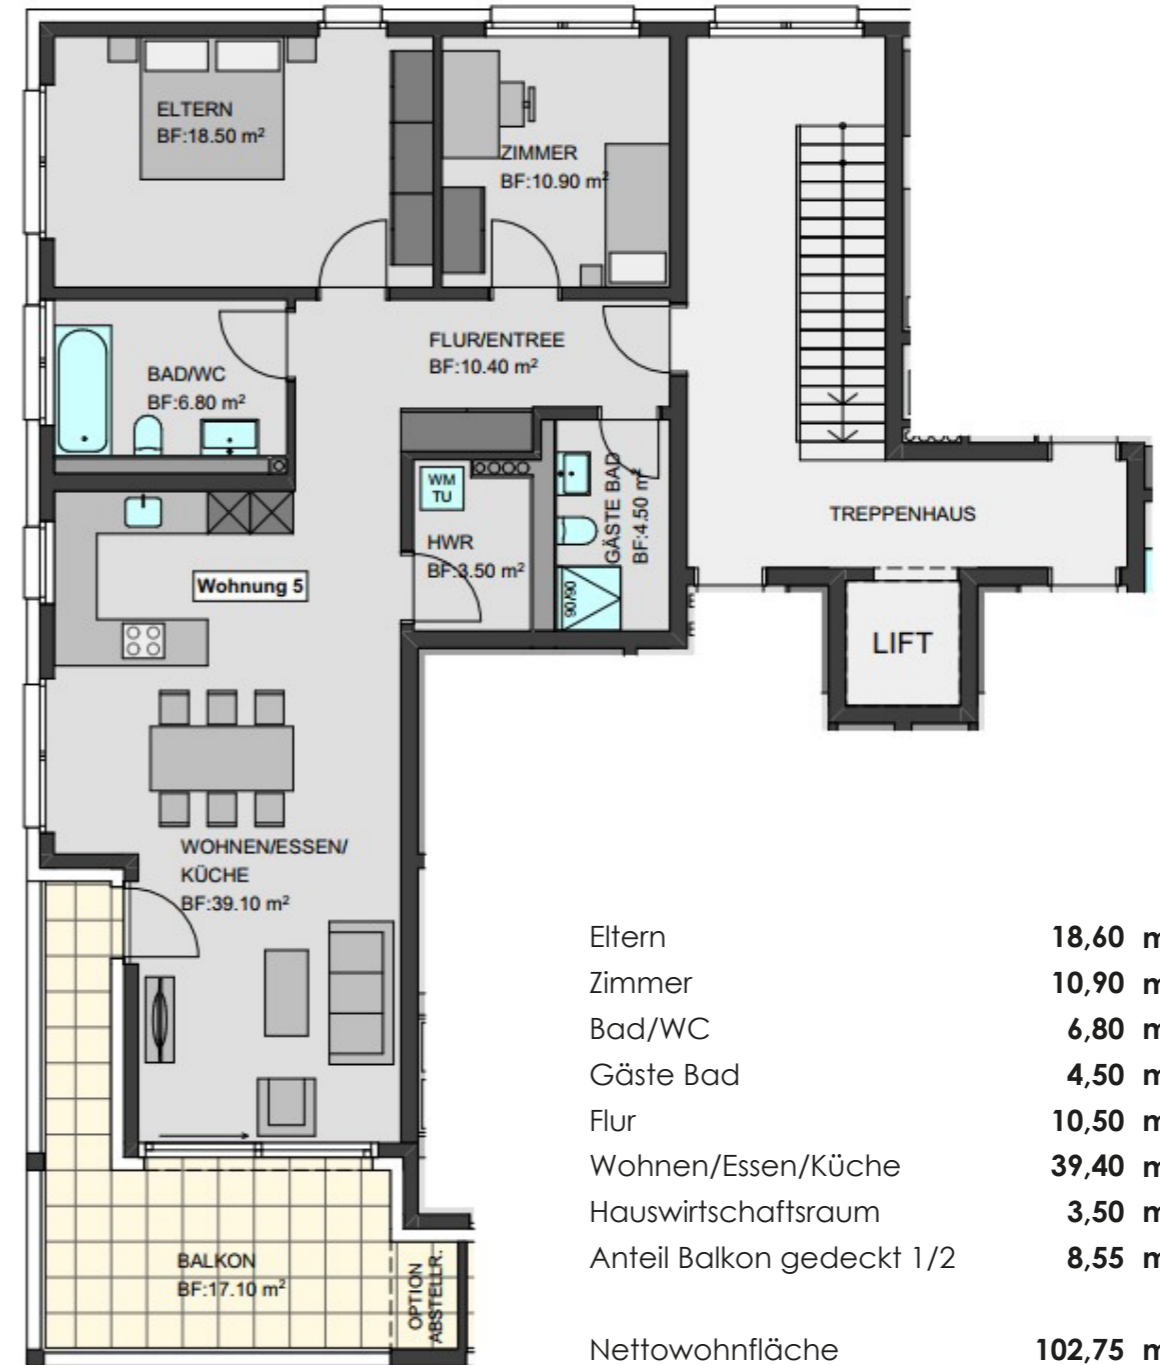 ELTERN
BF:18.50 m²
ZIMMER
BF:10.90 m²
FLUR/ENTREE
BF:10.40 m²
BAD/WC
BF:6.80 m²
WM
TU
HWR
BF:3.50 m²
GÄSTE BAD
BF:4.50 m²
90/90
TREPPENHAUS
LIFT
Wohnung 5
WOHNEN/ESSEN/
KÜCHE
BF:39.10 m²
BALKON
BF:17.10 m²
OPTION
ABSTELLR.
Eltern 18,60 m
Zimmer 10,90 m
Bad/WC 6,80 m
Gäste Bad 4,50 m
Flur 10,50 m
Wohnen/Essen/Küche 39,40 m
Hauswirtschaftsraum 3,50 m
Anteil Balkon gedeckt 1/2 8,55 m
Nettowohnfläche 102,75 m